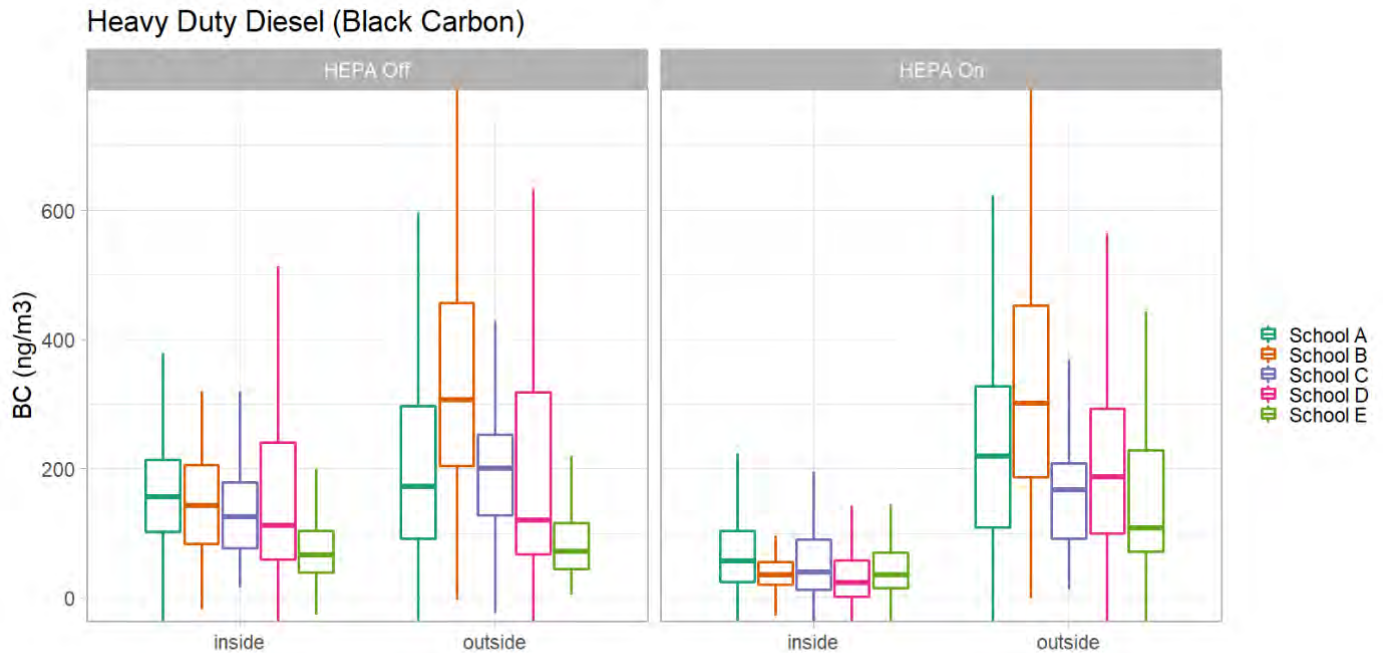 Heavy Duty Diesel (Black Carbon)
HEPA Off
HEPA On
BC (ng/m3)
600
400
200
0
inside
outside
inside
outside
School A
School B
School C
School D
School E